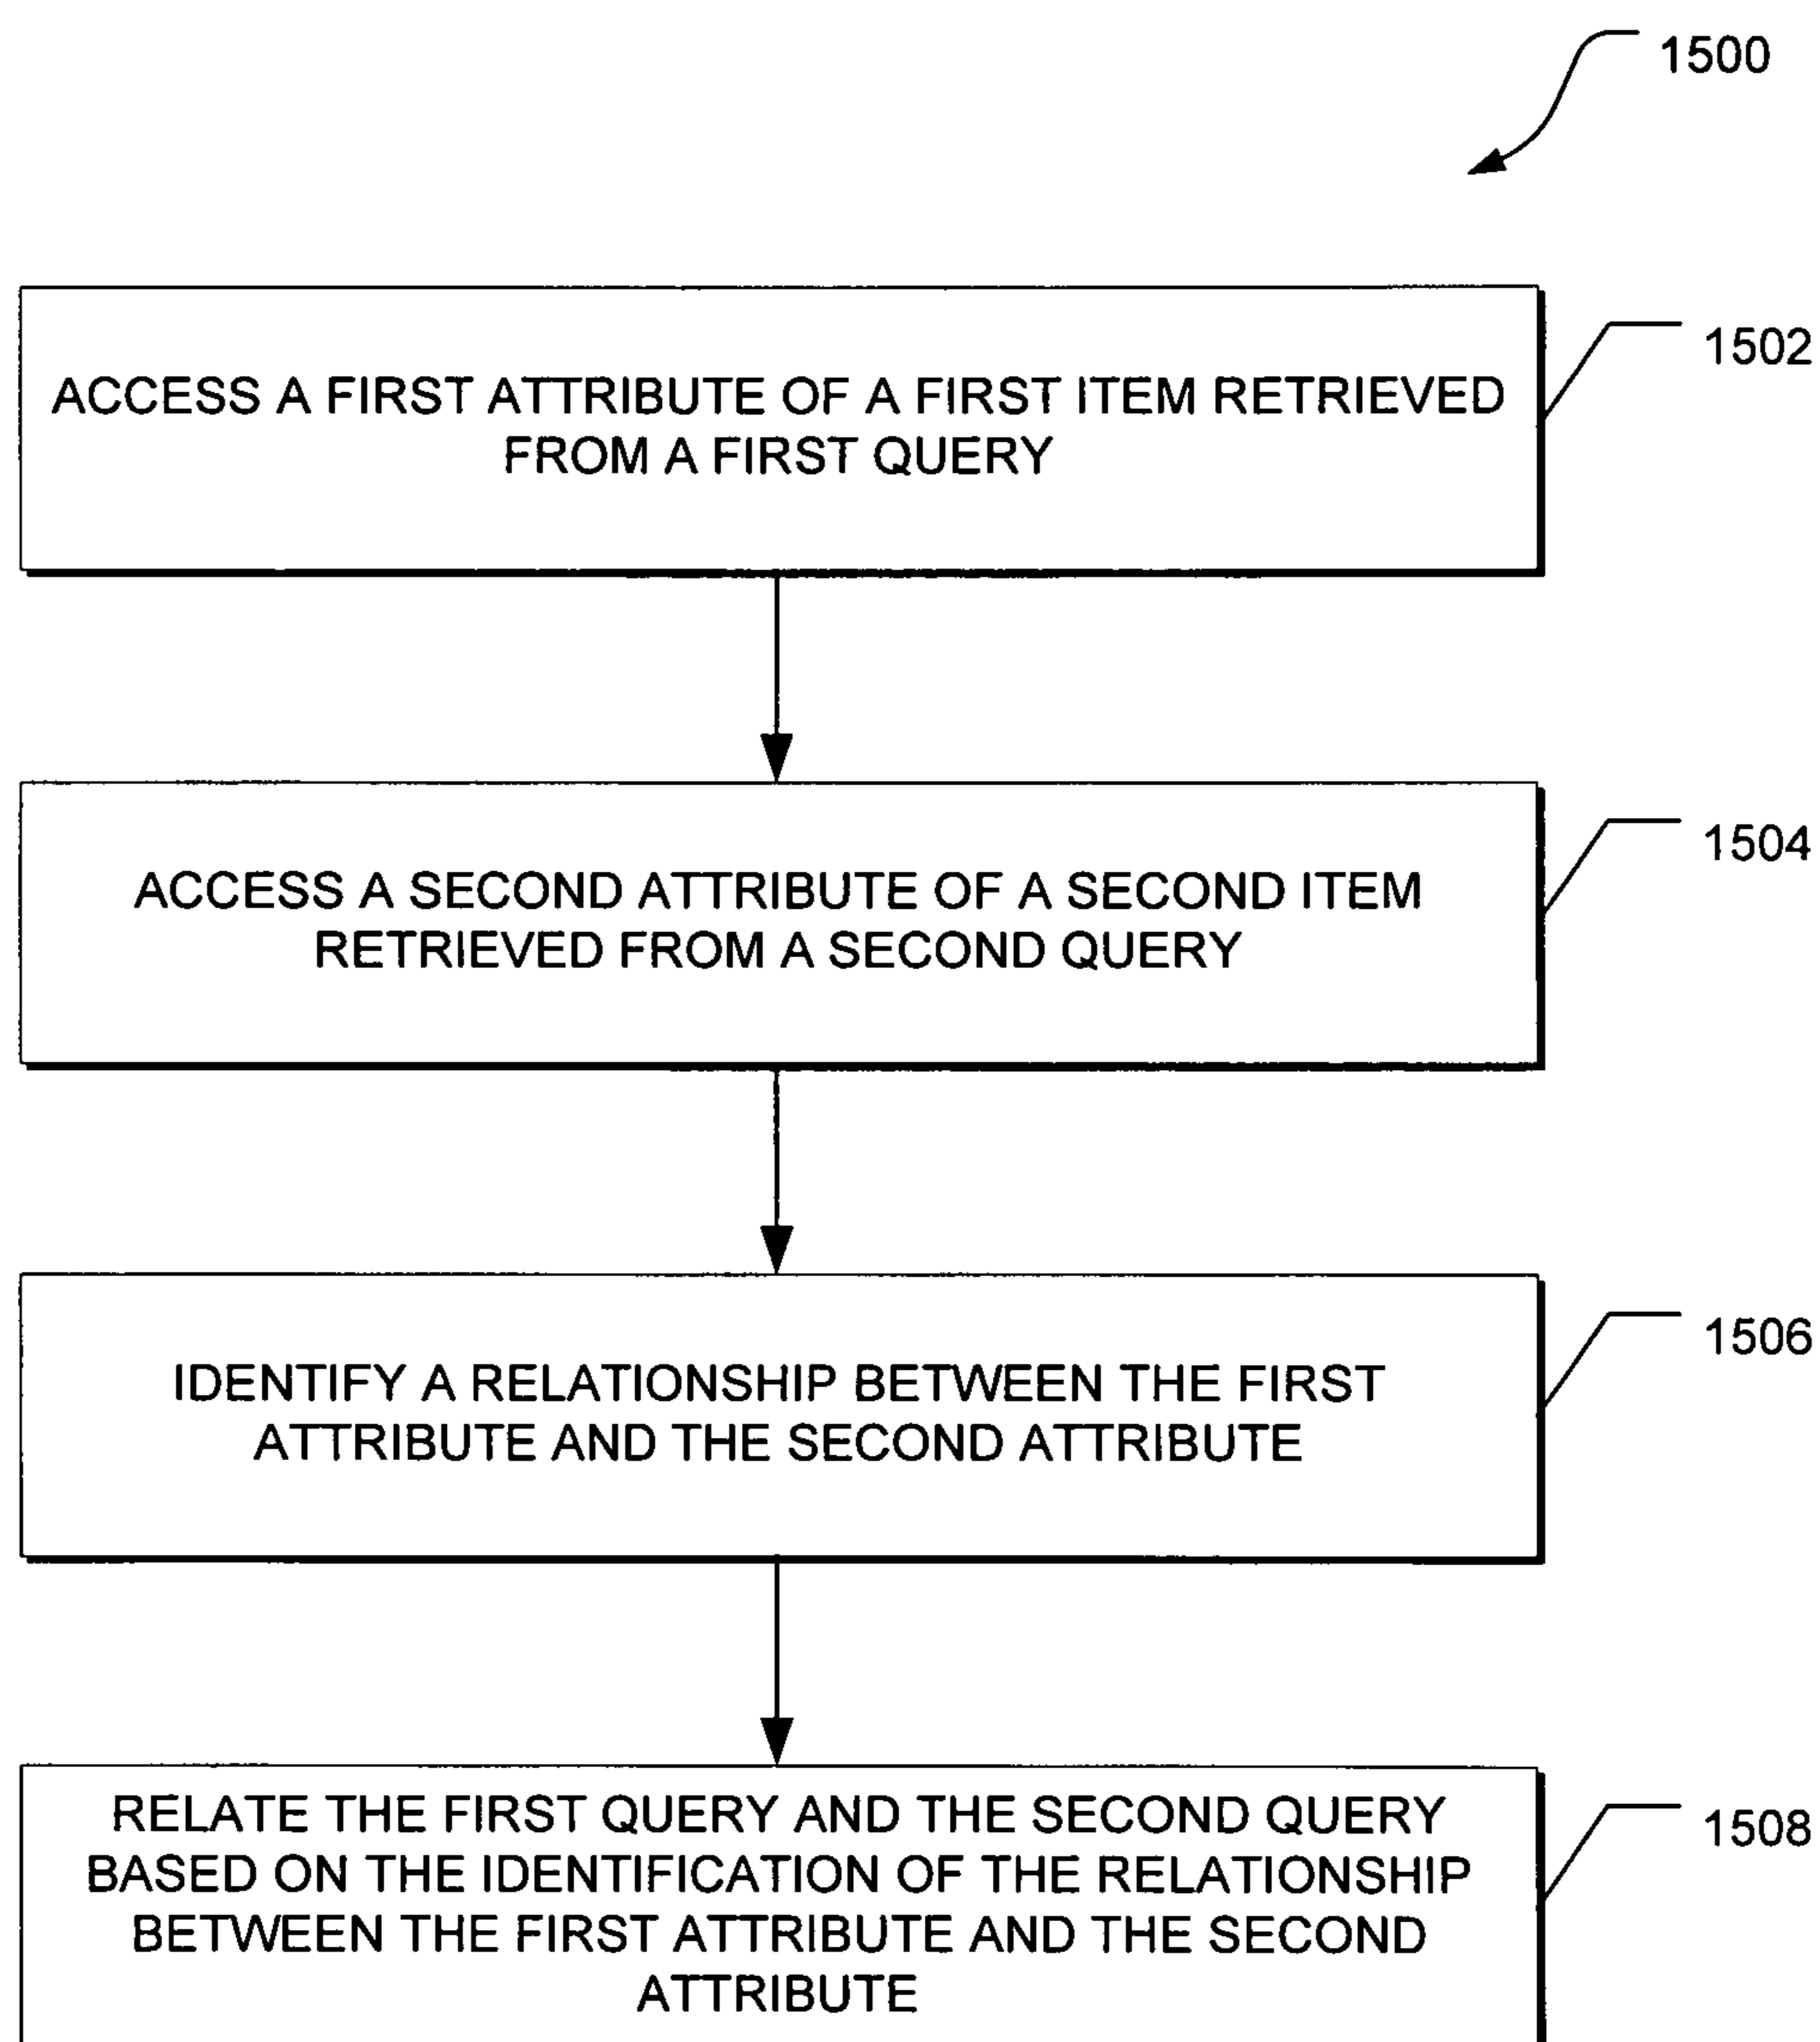 1500
1502
ACCESS A FIRST ATTRIBUTE OF A FIRST ITEM RETRIEVED
FROM A FIRST QUERY
1504
ACCESS A SECOND ATTRIBUTE OF A SECOND ITEM
RETRIEVED FROM A SECOND QUERY
1506
IDENTIFY A RELATIONSHIP BETWEEN THE FIRST
ATTRIBUTE AND THE SECOND ATTRIBUTE
1508
RELATE THE FIRST QUERY AND THE SECOND QUERY
BASED ON THE IDENTIFICATION OF THE RELATIONSHIP
BETWEEN THE FIRST ATTRIBUTE AND THE SECOND
ATTRIBUTE